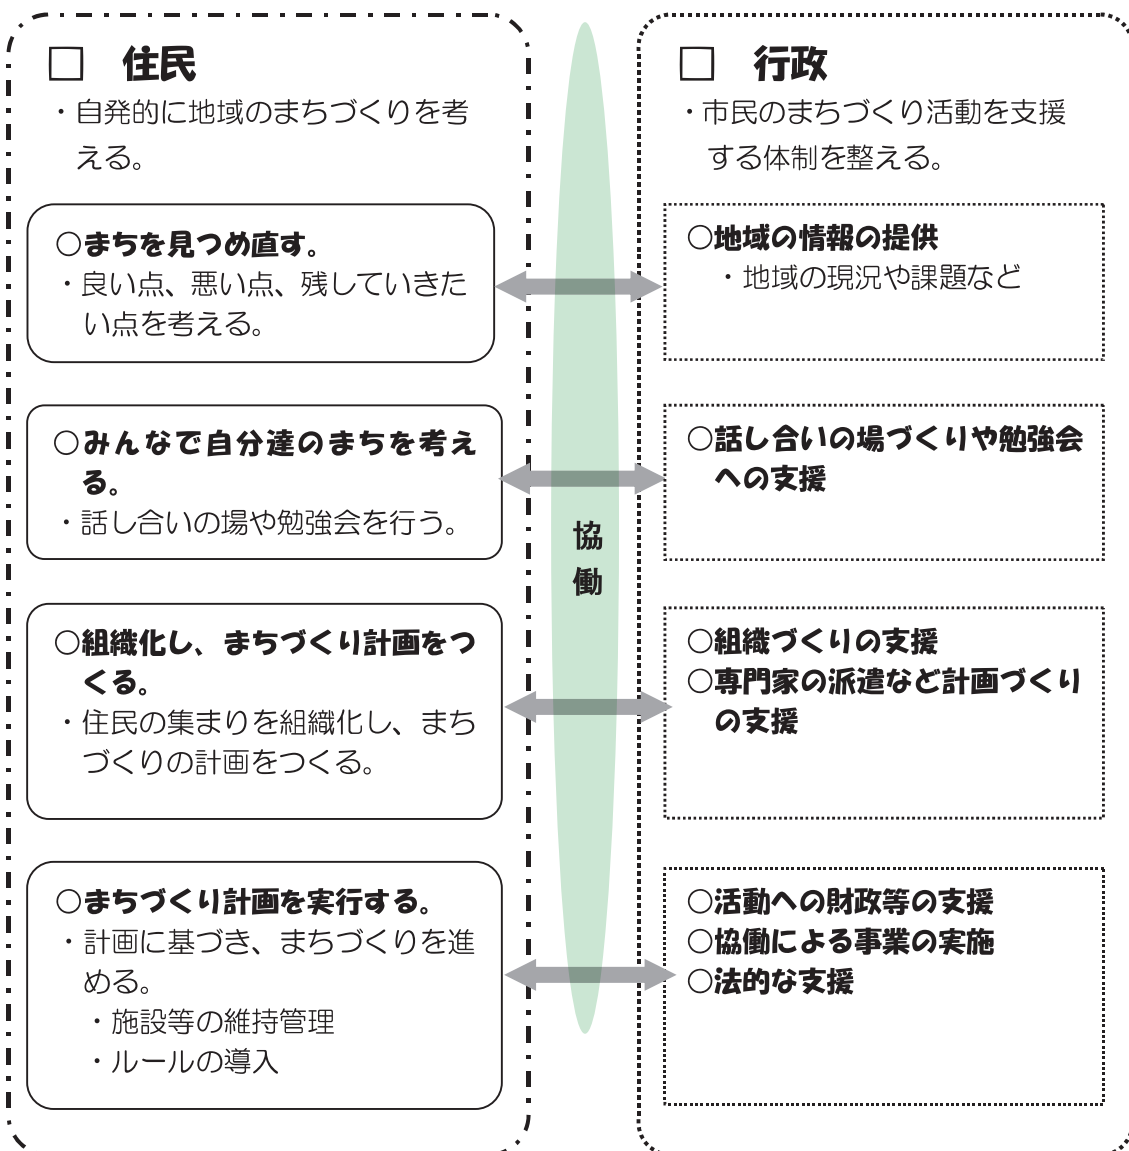 □ 住民
・自発的に地域のまちづくりを考
える。
○まちを見つめ直す。
・良い点、悪い点、残していきた
い点を考える。
○みんなで自分達のまちを考え
る。
・話し合いの場や勉強会を行う。
○組織化し、まちづくり計画をつ
くる。
・住民の集まりを組織化し、まち
づくりの計画をつくる。
○まちづくり計画を実行する。
・計画に基づき、まちづくりを進
める。
・施設等の維持管理
・ルールの導入
協
働
□ 行政
・市民のまちづくり活動を支援
する体制を整える。
○地域の情報の提供
・地域の現況や課題など
○話し合いの場づくりや勉強会
への支援
○組織づくりの支援
○専門家の派遣など計画づくり
の支援
○活動への財政等の支援
○協働による事業の実施
○法的な支援